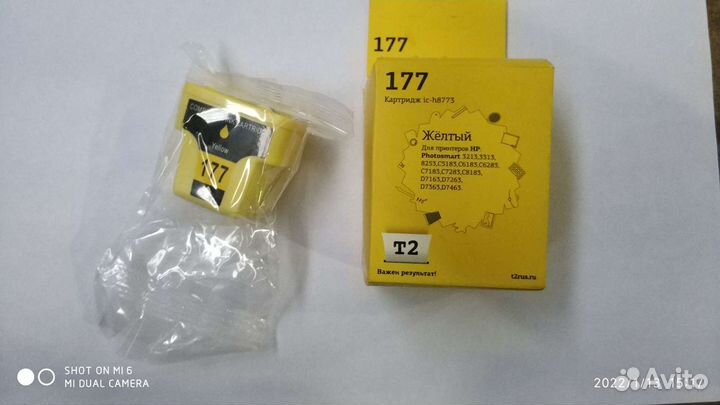 177
177
Картридж ic-h8773
Жёлтый
Для принтеров HP
Photosmart 3213,3313,
8253,C5183,C6183,C6283,
C7183,C7283,C8183,
D7163,D7263,
D7363,D7463.
T2
Важен результат!
t2rus.ru
Yellow
177
SHOT ON MI 6
MI DUAL CAMERA
Avito